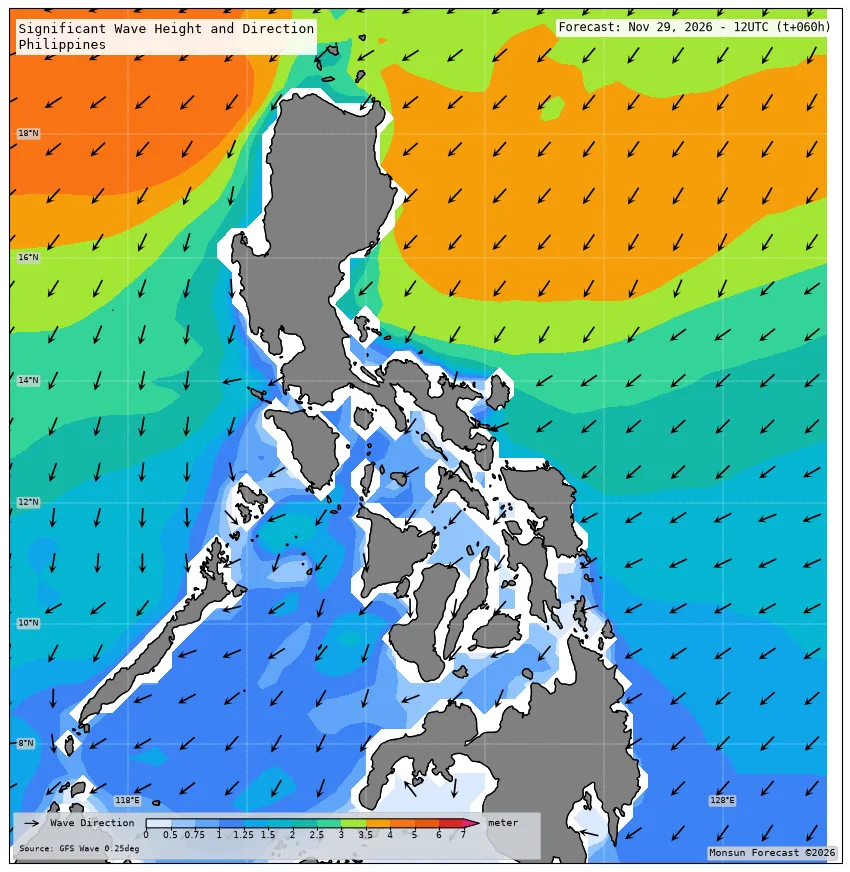 Significant Wave Height and Direction
Philippines
Forecast: Nov 29, 2026 - 12UTC (t+060h)
18°N
16°N
14°N
12°N
10°N
8°N
118°E
128°E
Wave Direction
0 0.5 0.75 1 1.25 1.5 2 2.5 3 3.5 4 5 6 7
meter
Source: GFS Wave 0.25deg
Monsun Forecast ©2026